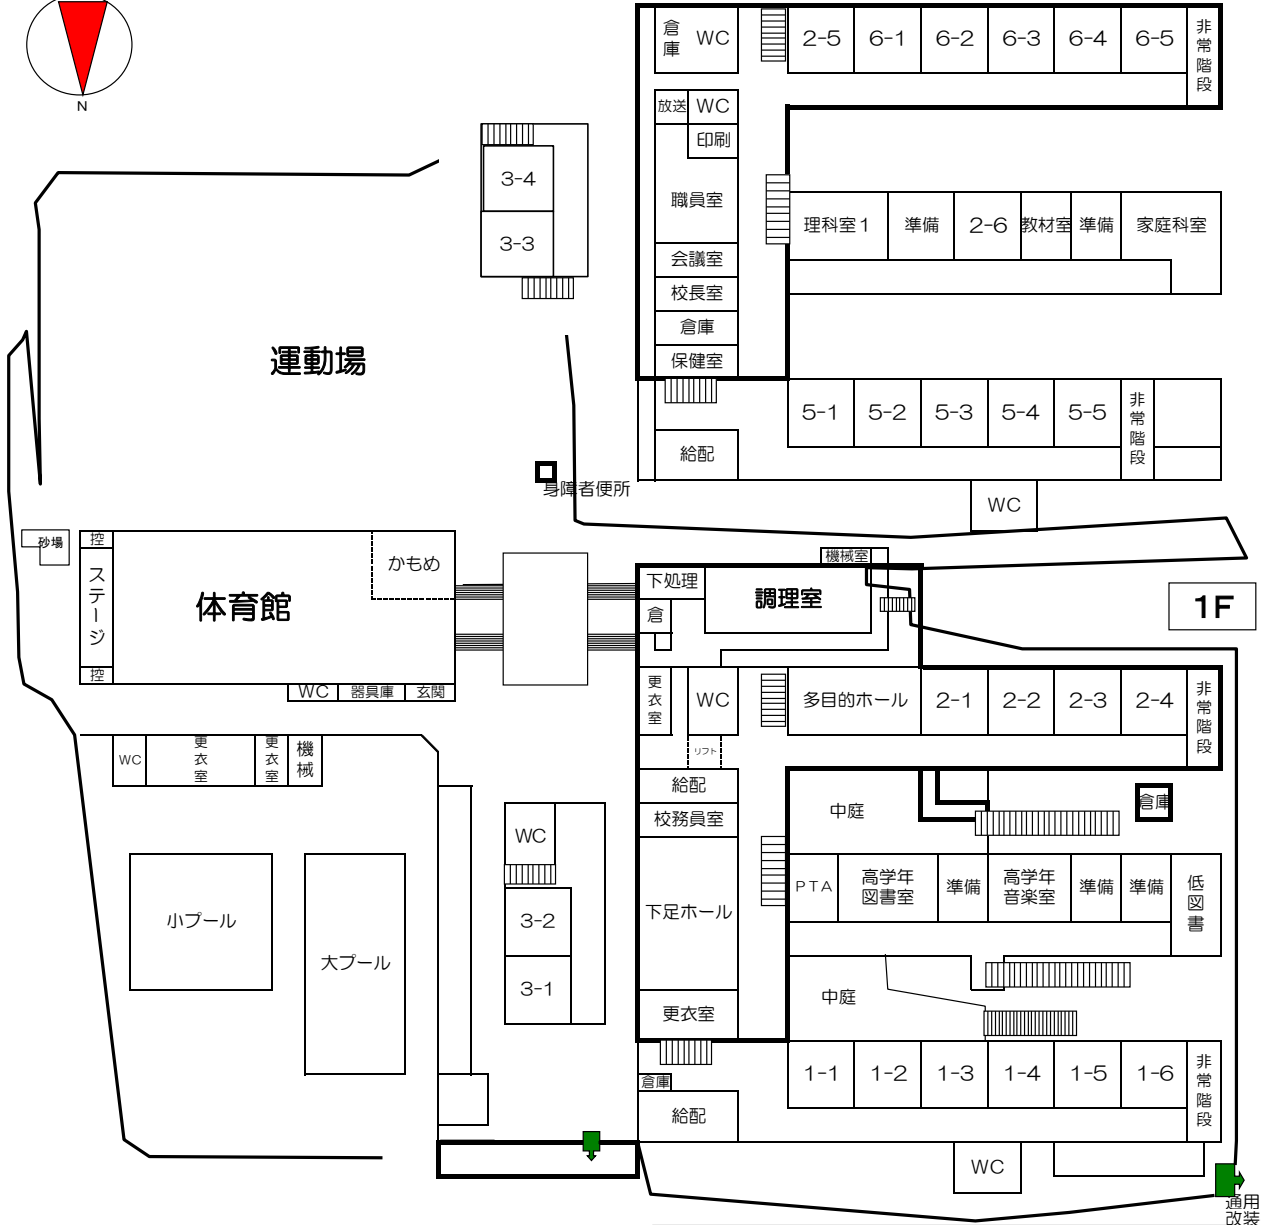 N
倉庫
WC
2-5
6-1
6-2
6-3
6-4
6-5
非常階段
放送
WC
印刷
3-4
職員室
理科室1
準備
2-6
教材室
準備
家庭科室
3-3
会議室
校長室
倉庫
保健室
運動場
5-1
5-2
5-3
5-4
5-5
非常階段
給配
身障者便所
WC
砂場
控
ステージ
控
かもめ
体育館
WC
器具庫
玄関
機械室
下処理
調理室
倉
1F
更衣室
WC
多目的ホール
2-1
2-2
2-3
2-4
非常階段
リフト
WC
更衣室
更衣室
機械
給配
校務員室
中庭
倉庫
WC
PTA
高学年
図書室
準備
高学年
音楽室
準備
準備
低図書
小プール
大プール
3-2
3-1
下足ホール
更衣室
中庭
1-1
1-2
1-3
1-4
1-5
1-6
非常階段
倉庫
給配
WC
通用
改装